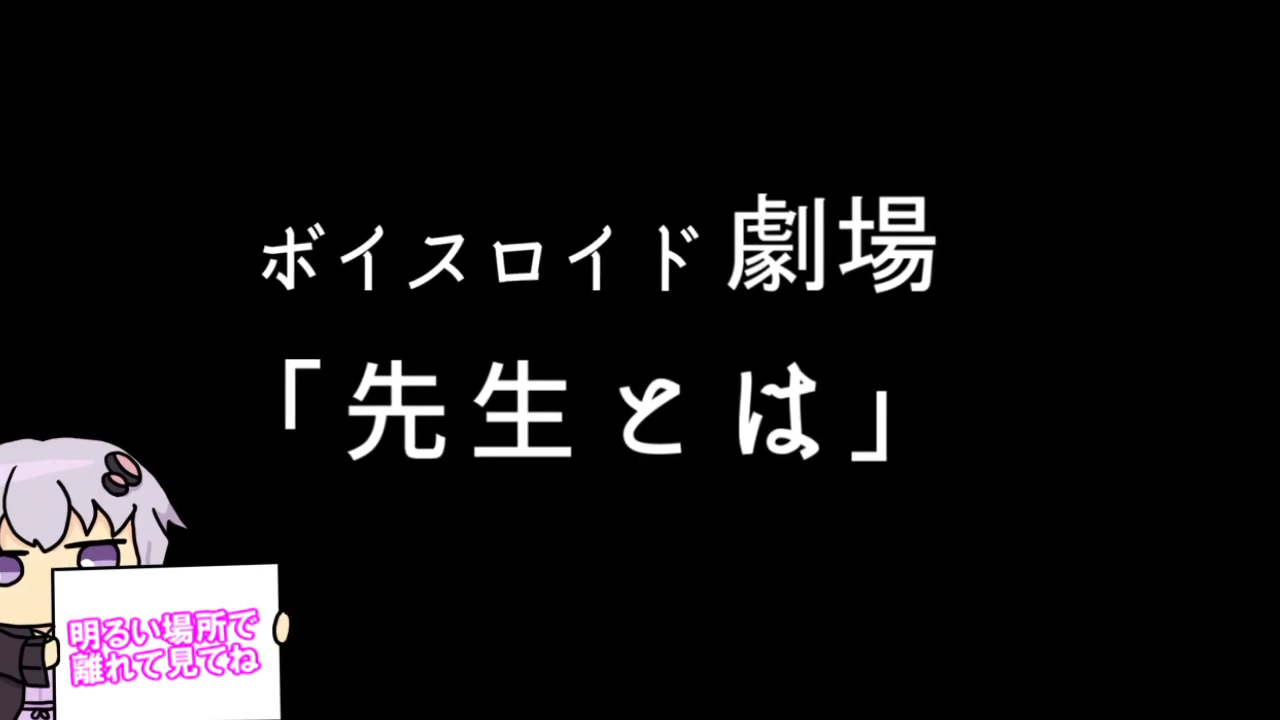 ボイスロイド劇場
「先生とは」
明るい場所で
離れて見てね